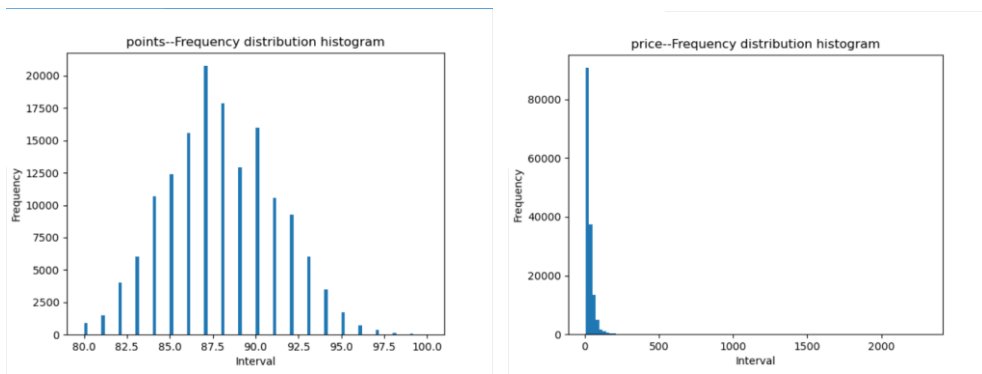 points--Frequency distribution histogram
20000
17500
15000
12500
10000
7500
5000
2500
0
Frequency
80.0 82.5 85.0 87.5 90.0 92.5 95.0 97.5 100.0
Interval
price--Frequency distribution histogram
80000
60000
40000
20000
0
Frequency
0 500 1000 1500 2000
Interval